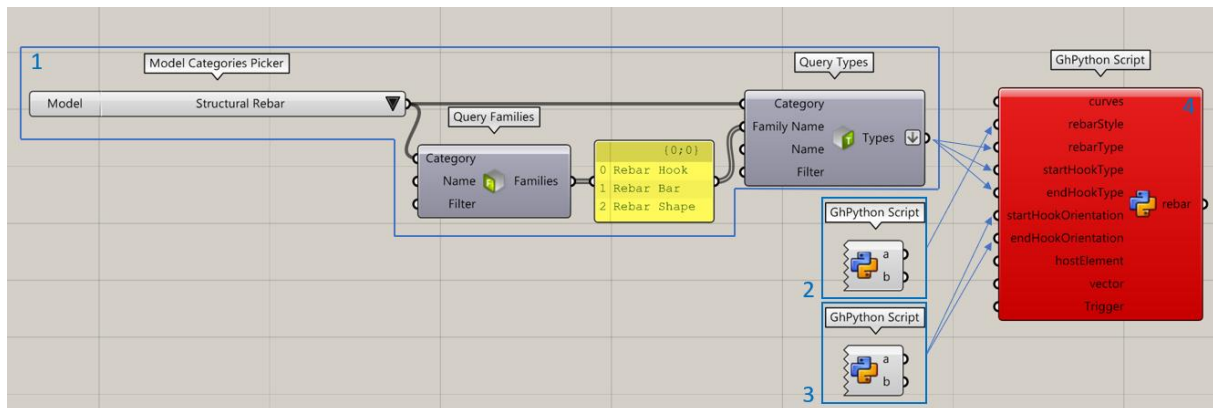 1
Model Categories Picker
Model Structural Rebar
Query Families
Category
Name Families
Filter
{0;0}
0 Rebar Hook
1 Rebar Bar
2 Rebar Shape
Query Types
Category
Family Name
Name Types
Filter
GhPython Script
a
b
2
GhPython Script
a
b
3
GhPython Script
4
curves
rebarStyle
rebarType
startHookType
endHookType
startHookOrientation
endHookOrientation
hostElement
vector
Trigger
rebar